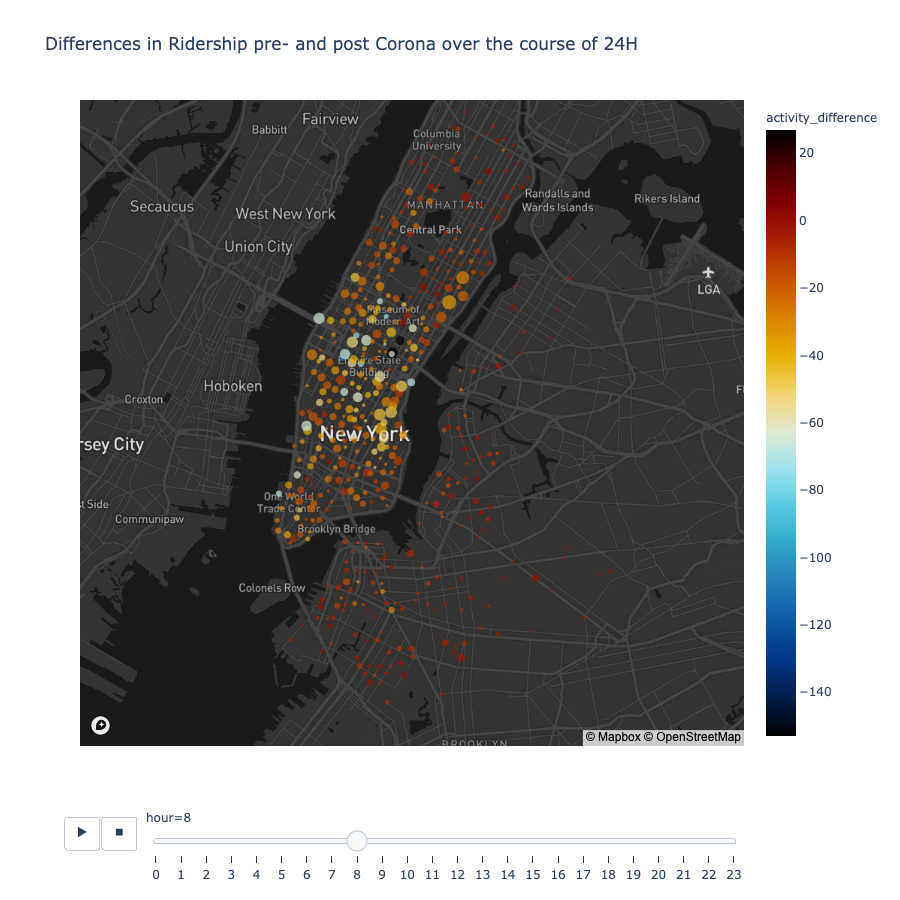 Differences in Ridership pre- and post Corona over the course of 24H
activity_difference
20
0
−20
−40
−60
−80
−100
−120
−140
Fairview
Babbitt
Columbia
University
Secaucus
West New York
MANHATTAN
Randalls and
Wards Islands
Rikers Island
Union City
Central Park
LGA
Museum of
Modern Art
Empire State
Building
Hoboken
Croxton
New York
rsey City
t Side
Communipaw
One World
Trade Center
Brooklyn Bridge
Colonels Row
BROOKLYN
© Mapbox © OpenStreetMap
hour=8
0 1 2 3 4 5 6 7 8 9 10 11 12 13 14 15 16 17 18 19 20 21 22 23